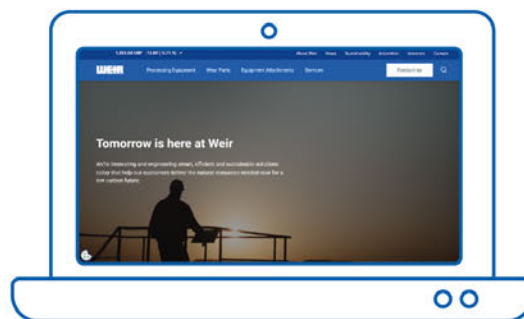 About Weir News Sustainability Innovation Investors Careers
WEIR Processing Equipment Wear Parts Equipment Attachments Services Contact us
Tomorrow is here at Weir
We're innovating and engineering smart, efficient and sustainable solutions
today that help our customers deliver the natural resources needed now for a
low carbon future.